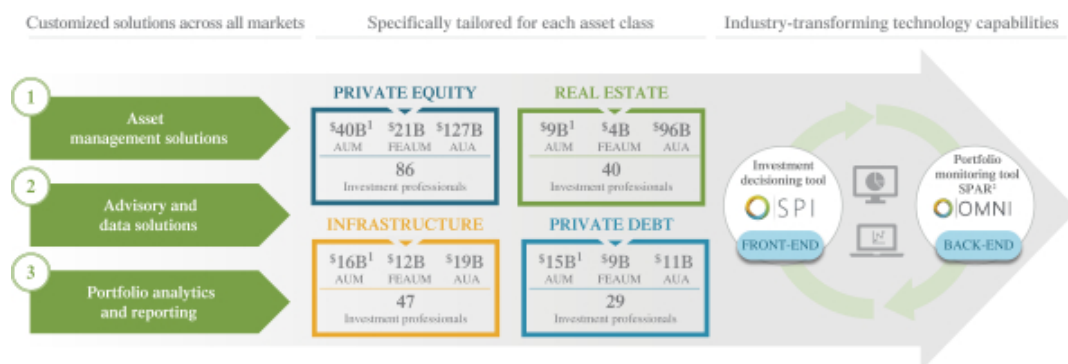 Customized solutions across all markets
Specifically tailored for each asset class
Industry-transforming technology capabilities
1
Asset
management solutions
2
Advisory and
data solutions
3
Portfolio analytics
and reporting
PRIVATE EQUITY
$40B1 $21B $127B
AUM FEAUM AUA
86
Investment professionals
REAL ESTATE
$9B1 $4B $96B
AUM FEAUM AUA
40
Investment professionals
INFRASTRUCTURE
$16B1 $12B $19B
AUM FEAUM AUA
47
Investment professionals
PRIVATE DEBT
$15B1 $9B $11B
AUM FEAUM AUA
29
Investment professionals
Investment
decisioning tool
SPI
FRONT-END
Portfolio
monitoring tool
SPAR2
OMNI
BACK-END